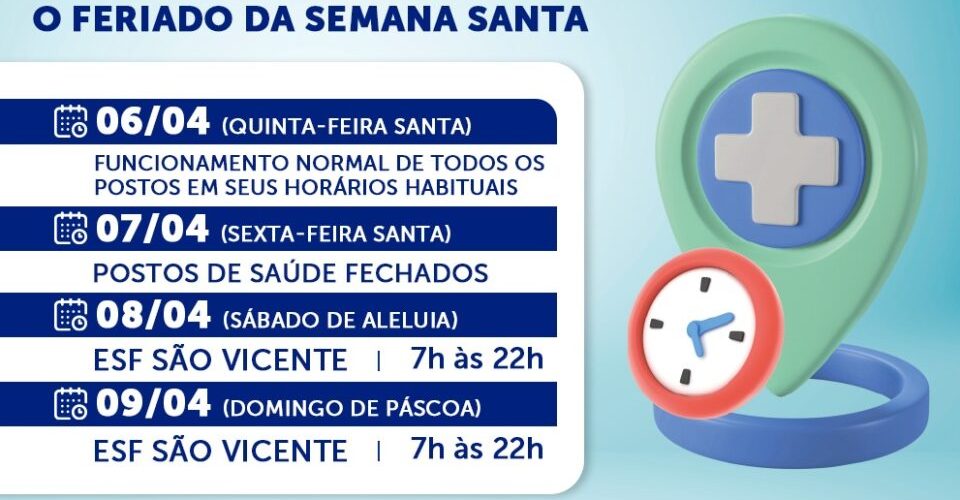 O FERIADO DA SEMANA SANTA
06/04 (QUINTA-FEIRA SANTA)
FUNCIONAMENTO NORMAL DE TODOS OS
POSTOS EM SEUS HORÁRIOS HABITUAIS
07/04 (SEXTA-FEIRA SANTA)
POSTOS DE SAÚDE FECHADOS
08/04 (SÁBADO DE ALELUIA)
ESF SÃO VICENTE | 7h às 22h
09/04 (DOMINGO DE PÁSCOA)
ESF SÃO VICENTE | 7h às 22h